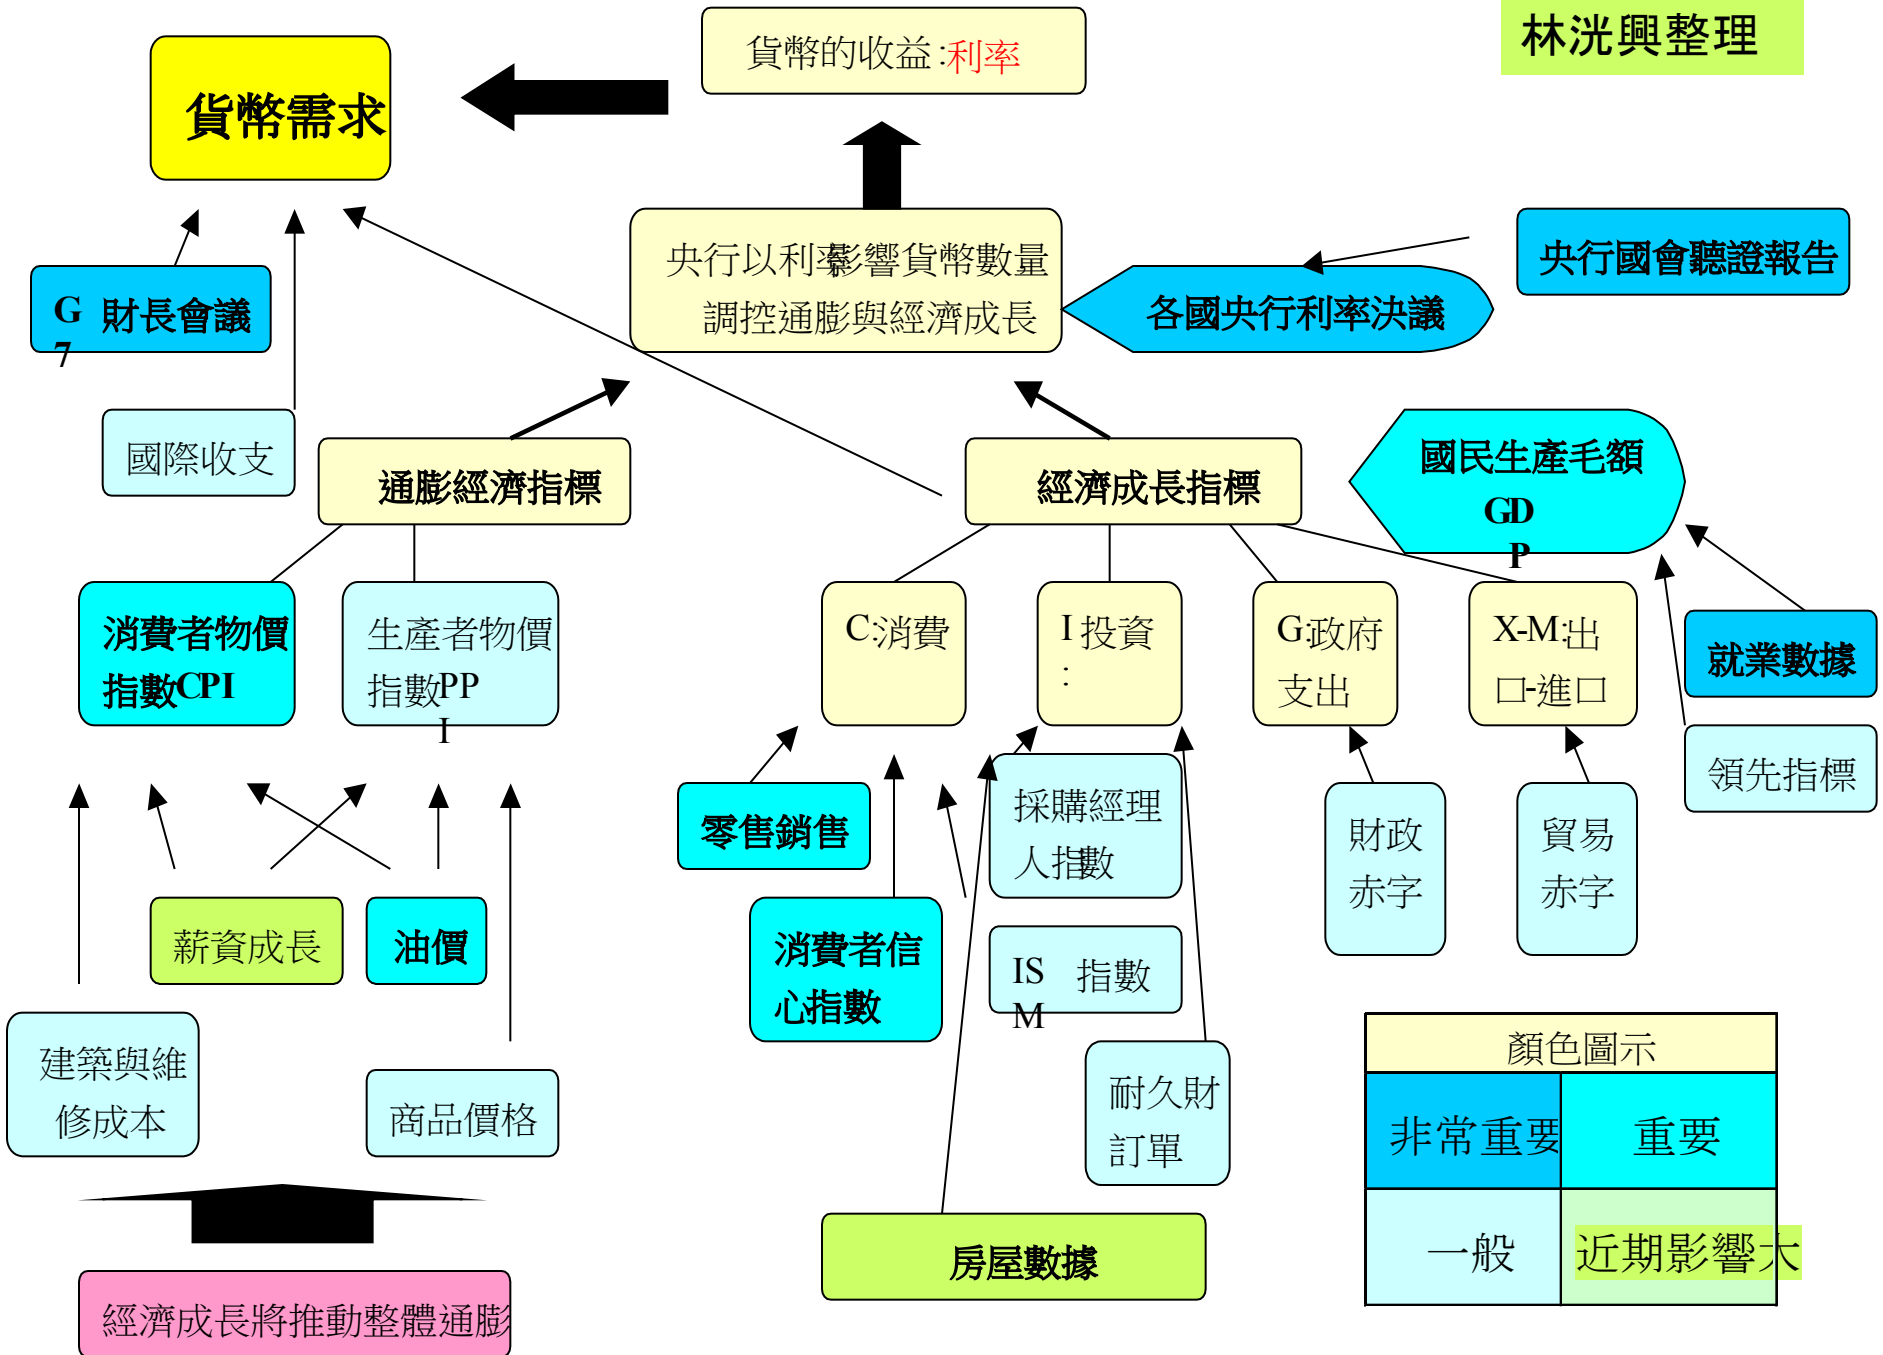 林洸興整理
貨幣的收益:利率
貨幣需求
央行以利率影響貨幣數量
調控通膨與經濟成長
央行國會聽證報告
各國央行利率決議
G7 財長會議
國際收支
通膨經濟指標
經濟成長指標
國民生產毛額
GDP
消費者物價
指數CPI
生產者物價
指數PPI
C:消費
I:投資
G:政府
支出
X-M:出
口-進口
就業數據
領先指標
零售銷售
採購經理
人指數
財政
赤字
貿易
赤字
薪資成長
油價
消費者信
心指數
ISM 指數
建築與維
修成本
商品價格
耐久財
訂單
房屋數據
經濟成長將推動整體通膨
顏色圖示
非常重要
重要
一般
近期影響大